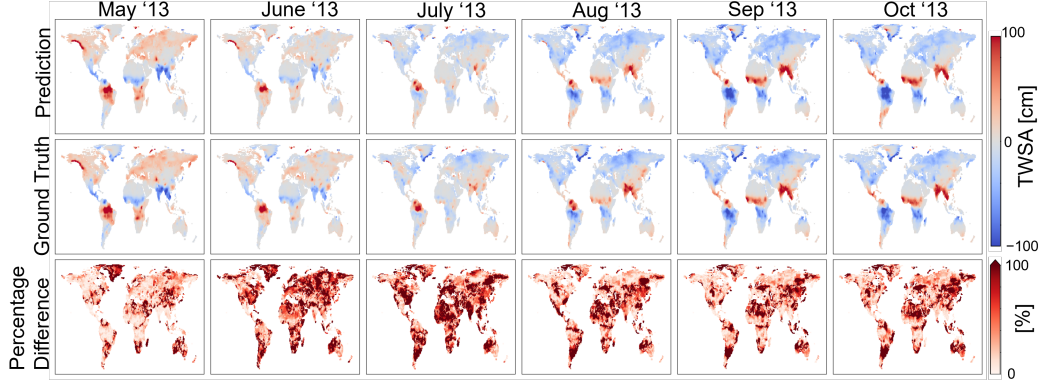 May ‘13 June ‘13 July ‘13 Aug ‘13 Sep ‘13 Oct ‘13
Prediction
Ground Truth
Percentage
Difference
100
0
−100
TWSA [cm]
100
0
[%]